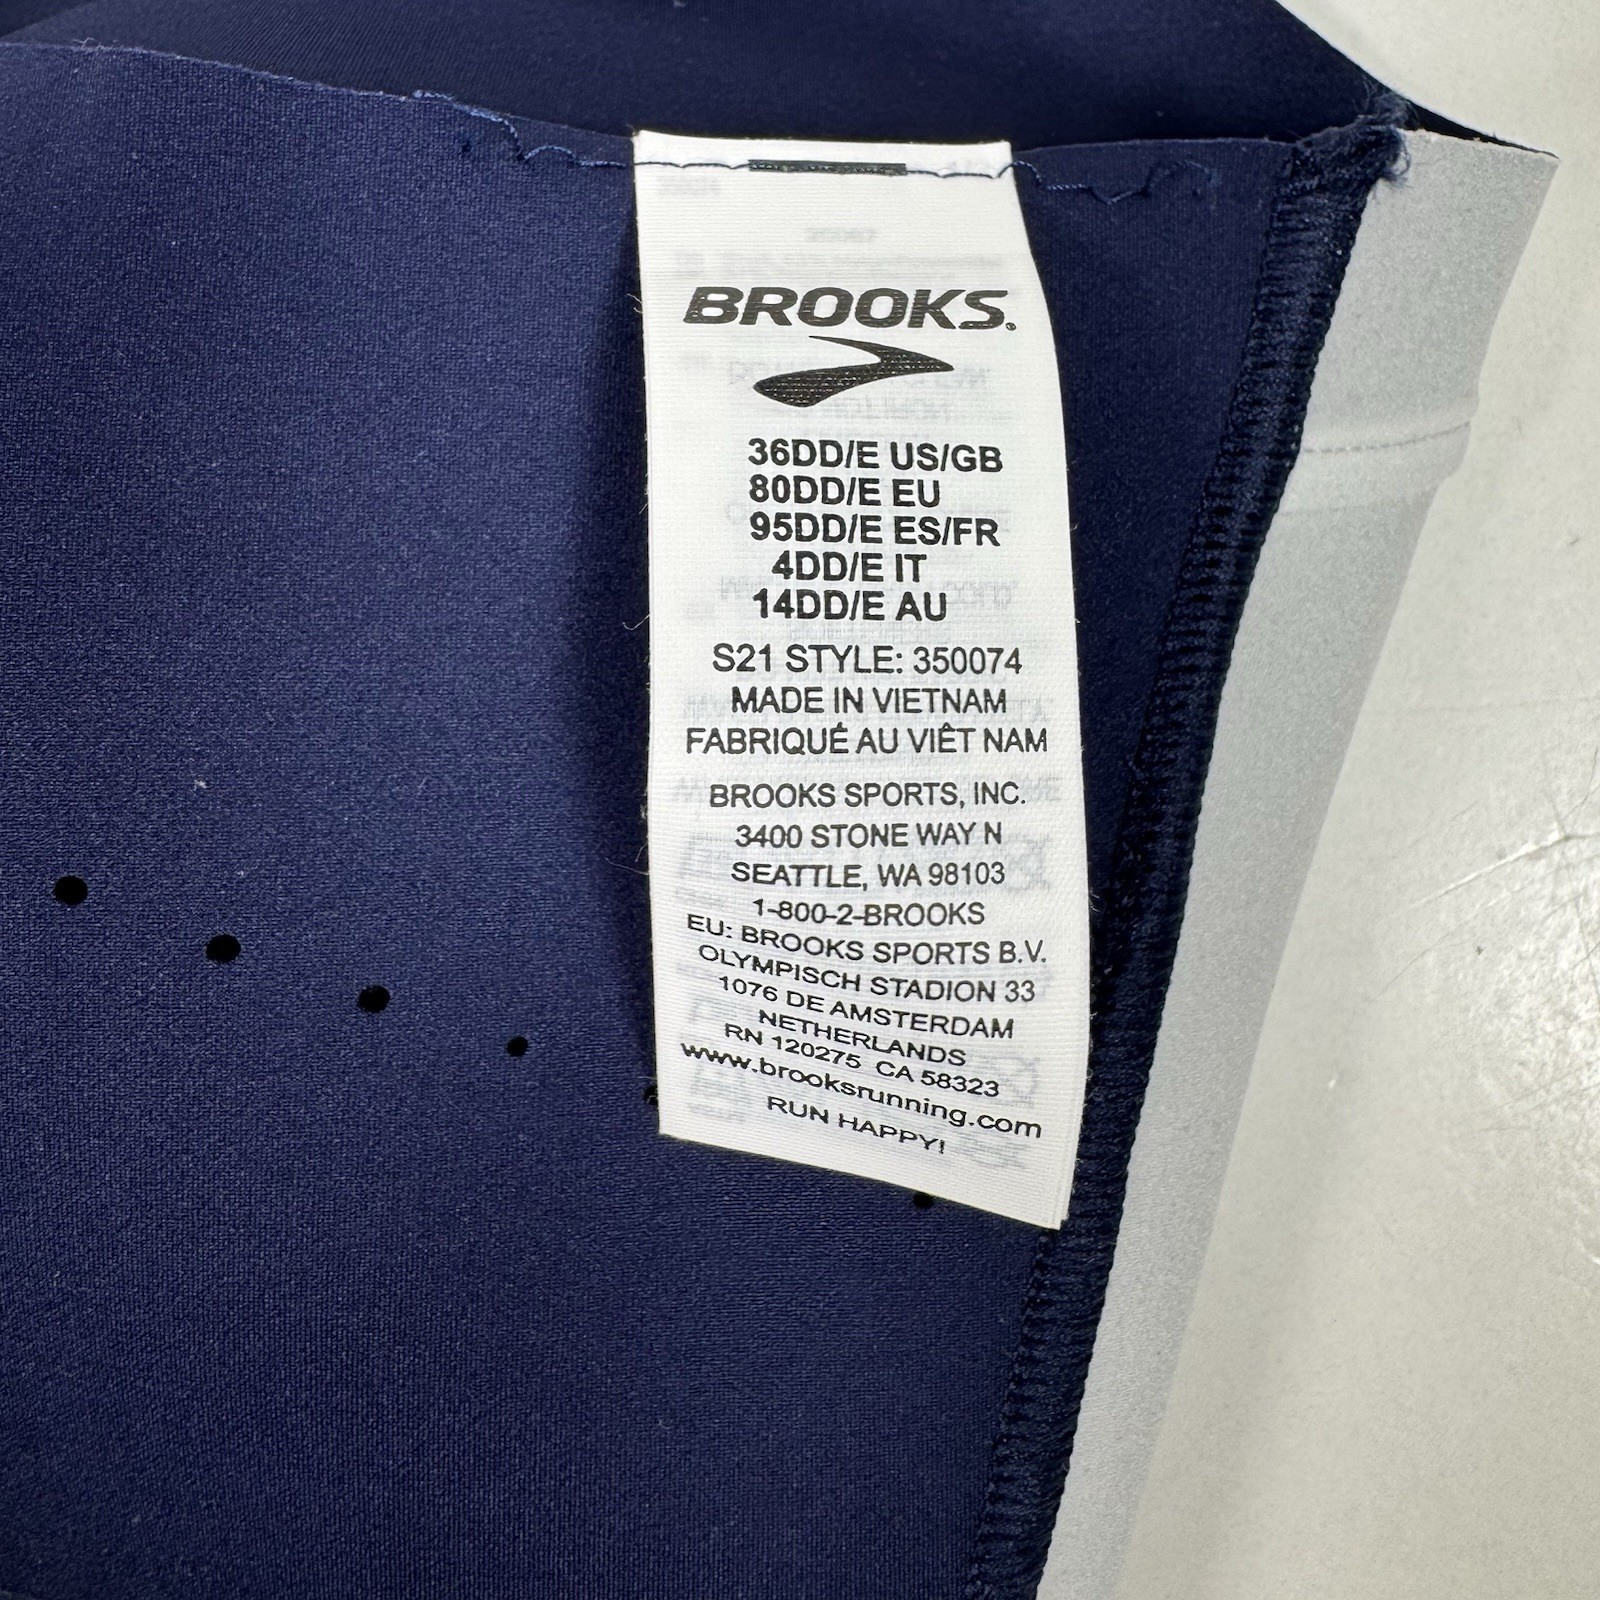 BROOKS.
36DD/E US/GB
80DD/E EU
95DD/E ES/FR
4DD/E IT
14DD/E AU
S21 STYLE: 350074
MADE IN VIETNAM
FABRIQUÉ AU VIÊT NAM
BROOKS SPORTS, INC.
3400 STONE WAY N
SEATTLE, WA 98103
1-800-2-BROOKS
EU: BROOKS SPORTS B.V.
OLYMPISCH STADION 33
1076 DE AMSTERDAM
NETHERLANDS
RN 120275 CA 58323
www.brooksrunning.com
RUN HAPPY!